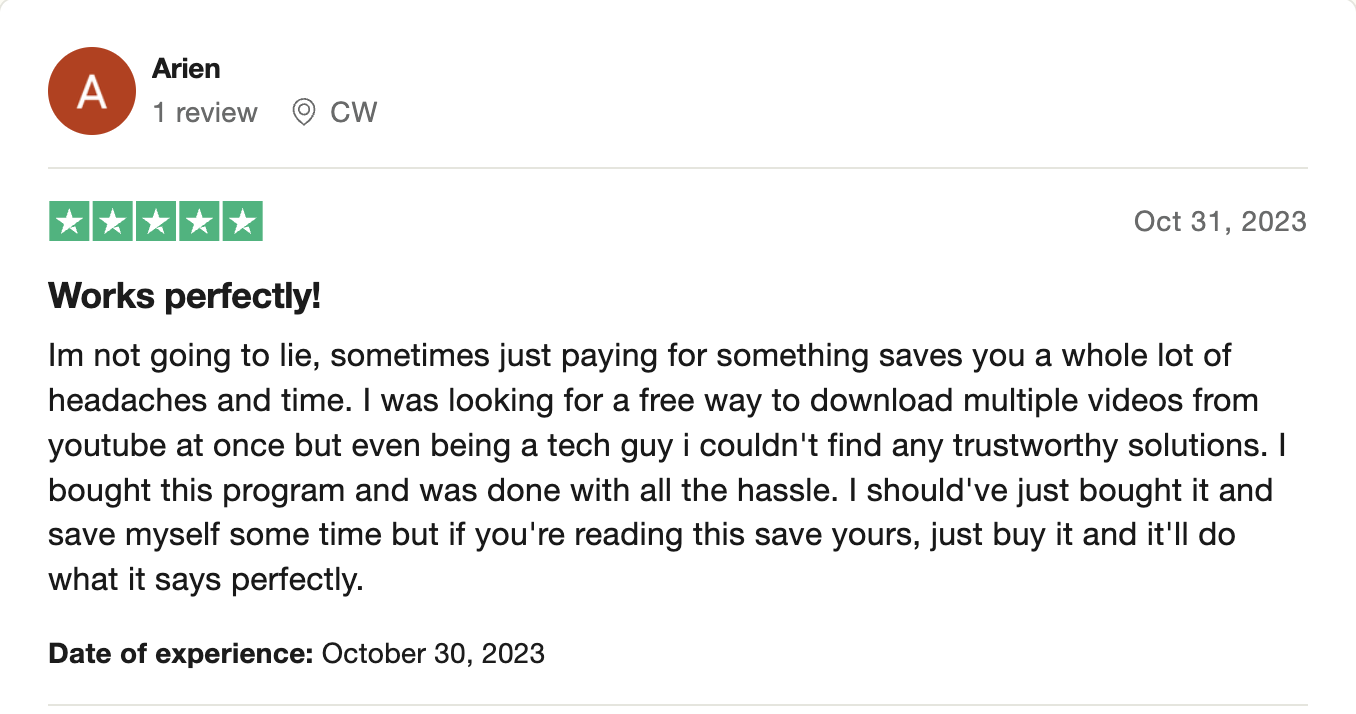 A
Arien
1 review CW
Oct 31, 2023
Works perfectly!
Im not going to lie, sometimes just paying for something saves you a whole lot of
headaches and time. I was looking for a free way to download multiple videos from
youtube at once but even being a tech guy i couldn't find any trustworthy solutions. I
bought this program and was done with all the hassle. I should've just bought it and
save myself some time but if you're reading this save yours, just buy it and it'll do
what it says perfectly.
Date of experience: October 30, 2023